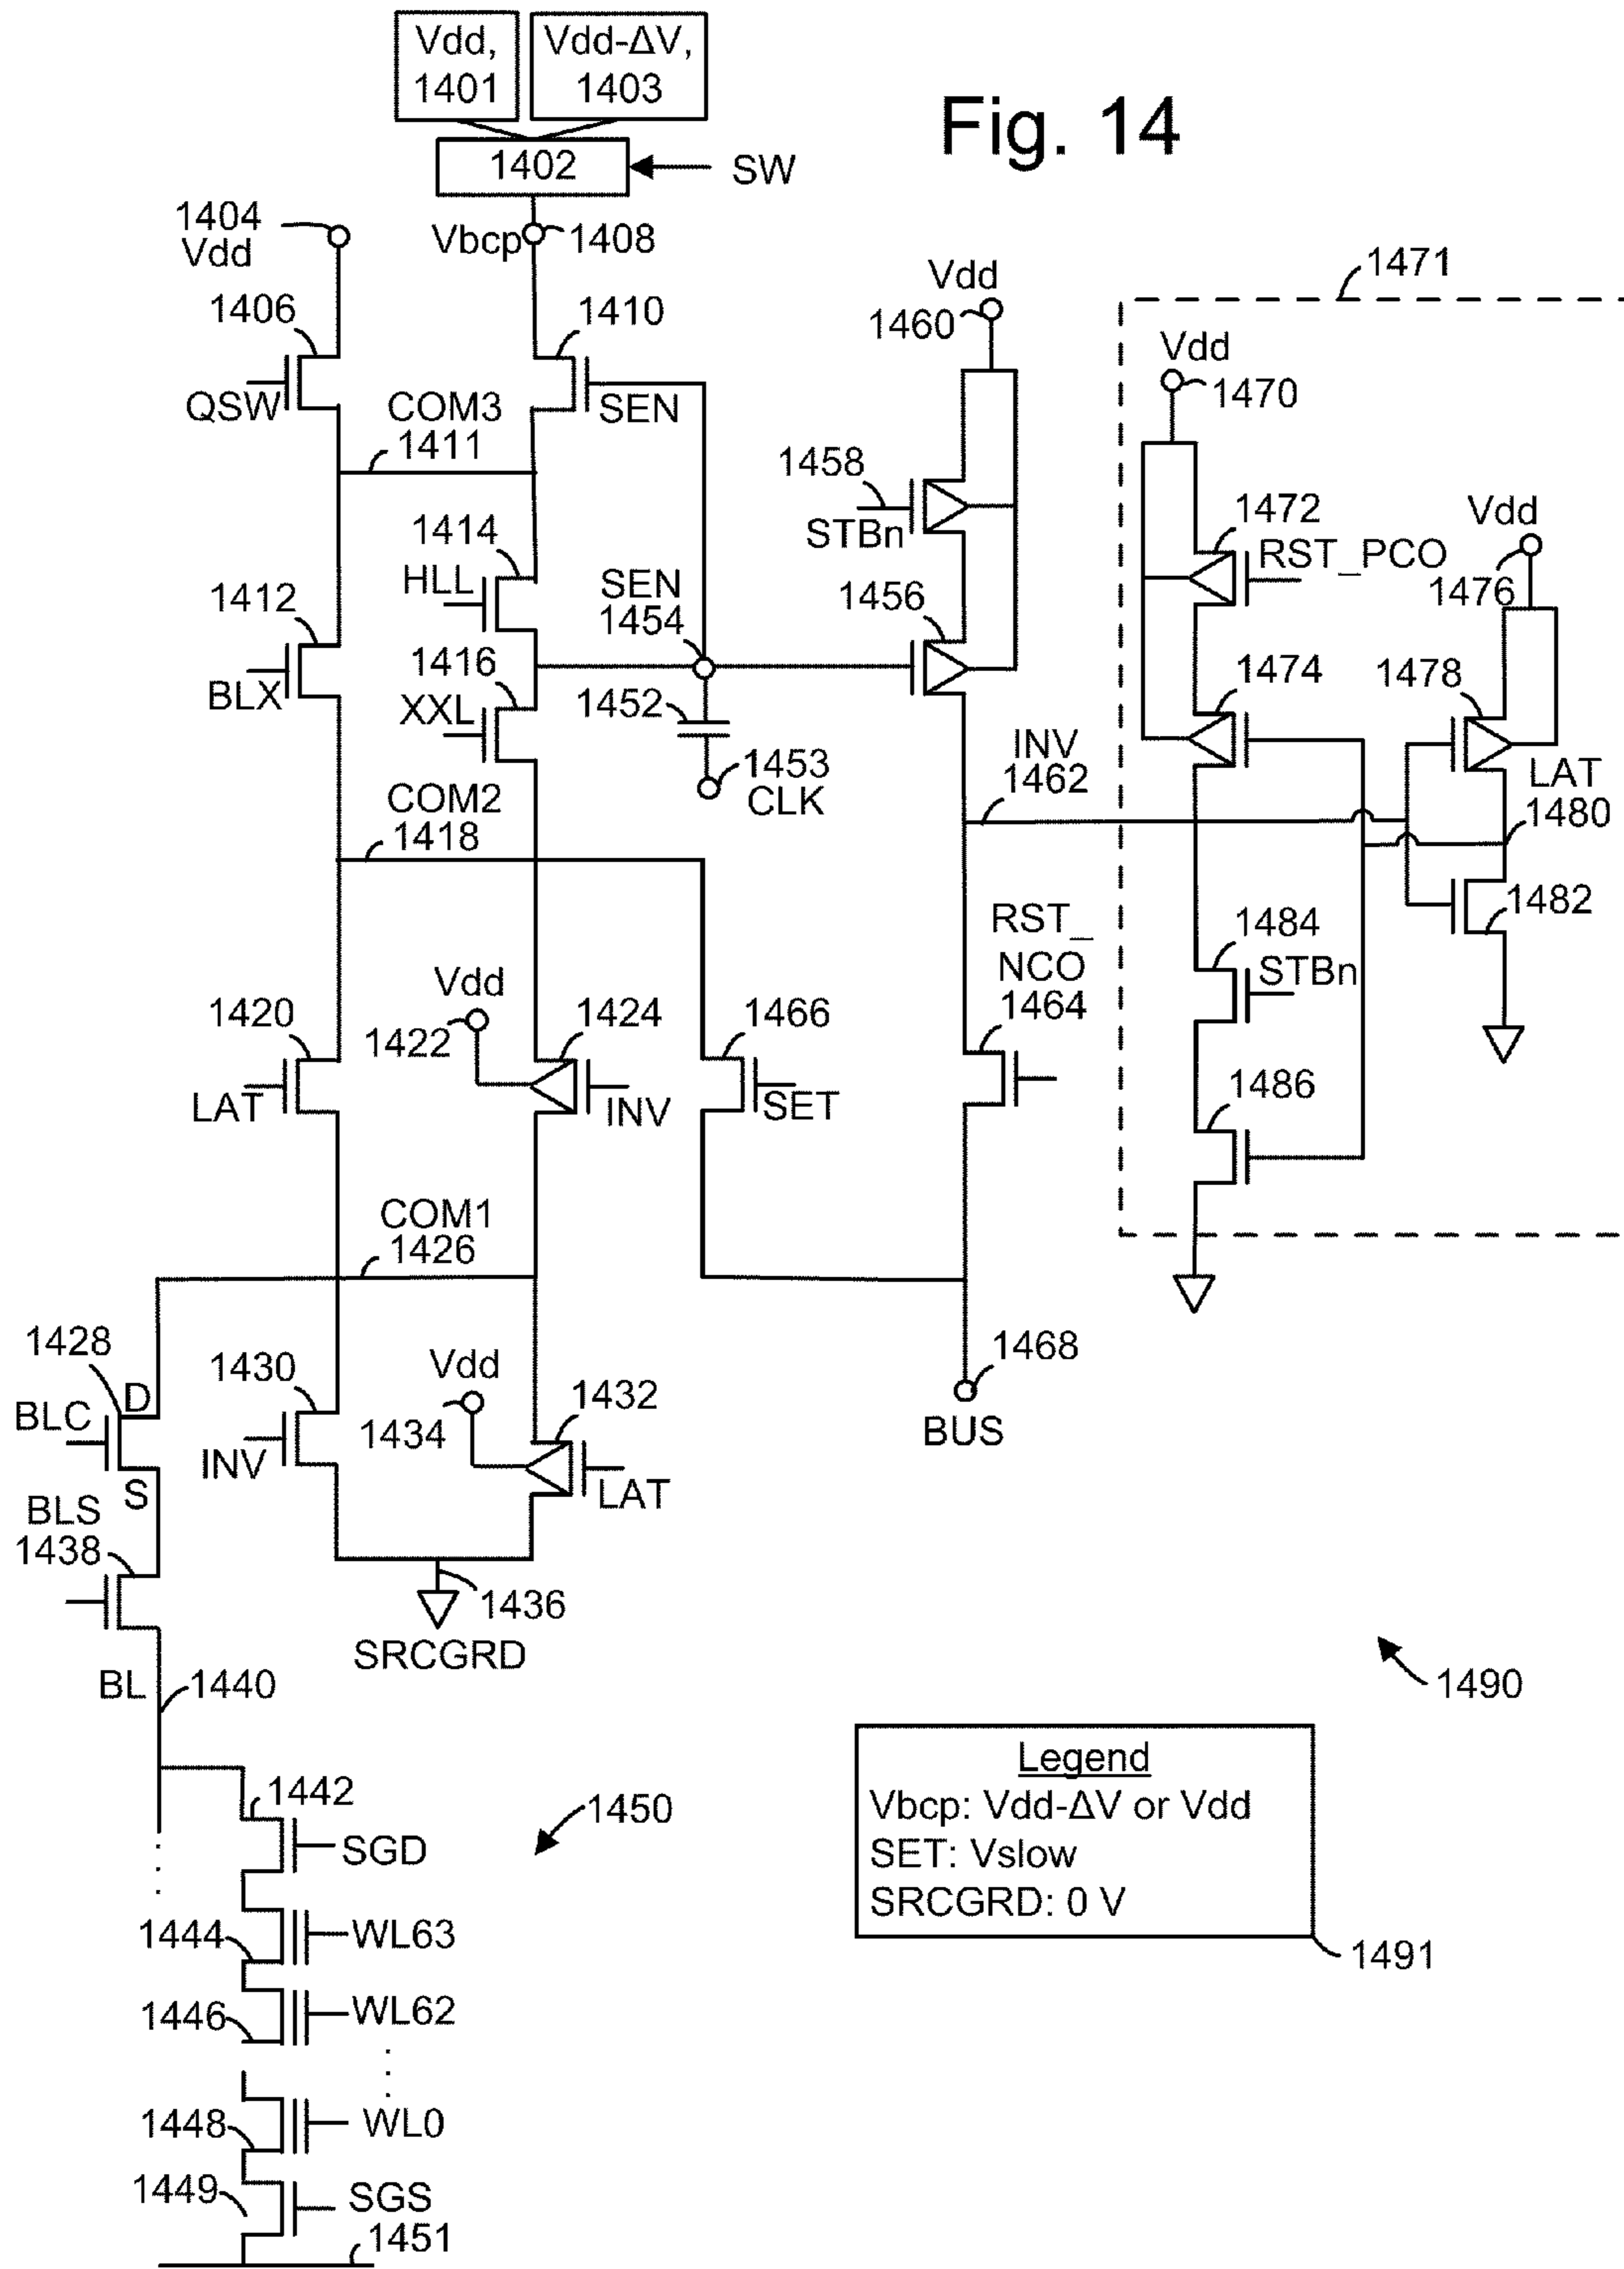 Vdd,
1401
Vdd-ΔV,
1403
Fig. 14
1402
SW
1404
Vdd
Vbcp
1408
1406
1410
QSW
SEN
COM3
1411
Vdd
1460
1471
Vdd
1470
1458
STBn
1472
RST_PCO
Vdd
1476
1414
HLL
SEN
1454
1456
1412
BLX
1416
XXL
1452
1453
CLK
1474
1478
INV
1462
LAT
1480
COM2
1418
1482
RST_
NCO
1464
1484
STBn
Vdd
1422
1420
1424
1466
LAT
INV
SET
1486
COM1
1426
1428
D
BLC
S
1430
INV
Vdd
1434
1432
LAT
1468
BUS
BLS
1438
1436
SRCGRD
BL
1440
1490
1442
SGD
1450
Legend
Vbcp: Vdd-ΔV or Vdd
SET: Vslow
SRCGRD: 0 V
1491
1444
WL63
1446
WL62
1448
WL0
1449
SGS
1451